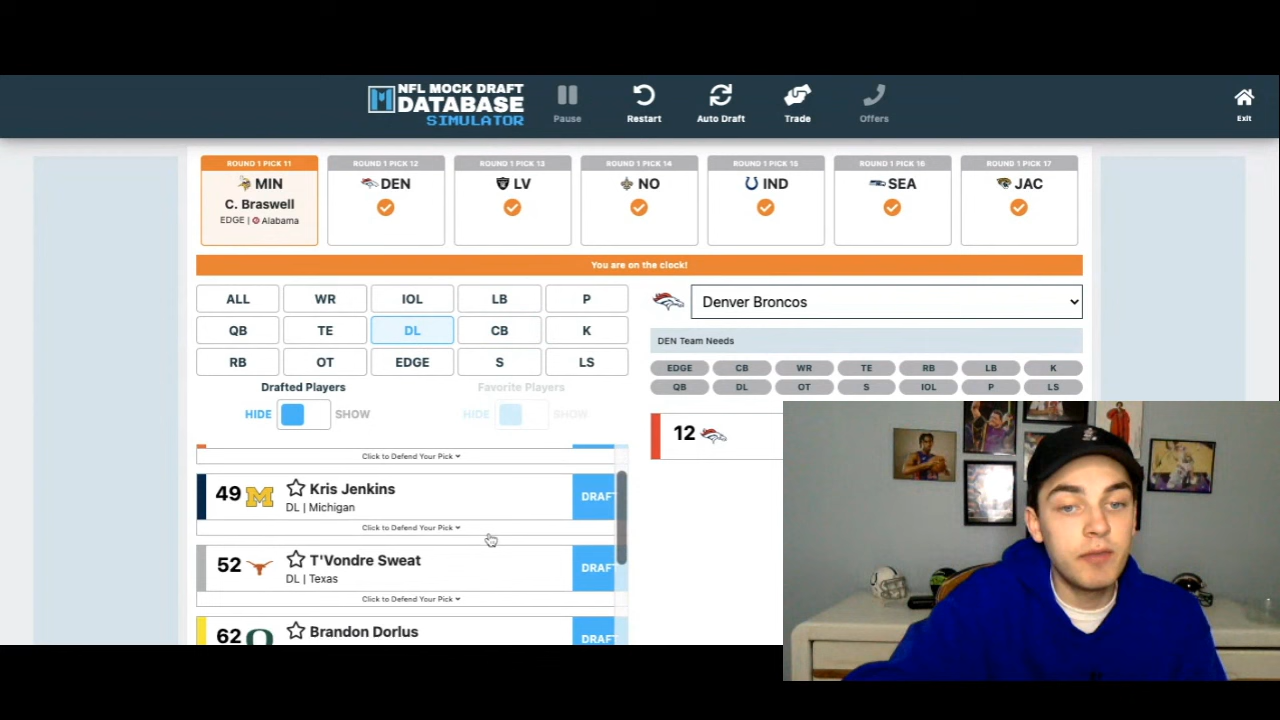 NFL MOCK DRAFT
DATABASE
SIMULATOR
Pause
Restart
Auto Draft
Trade
Offers
Exit
ROUND 1 PICK 11
MIN
C. Braswell
EDGE | Alabama
ROUND 1 PICK 12
DEN
ROUND 1 PICK 13
LV
ROUND 1 PICK 14
NO
ROUND 1 PICK 15
IND
ROUND 1 PICK 16
SEA
ROUND 1 PICK 17
JAC
You are on the clock!
ALL WR IOL LB P
QB TE DL CB K
RB OT EDGE S LS
Drafted Players
HIDE SHOW
Favorite Players
HIDE SHOW
Click to Defend Your Pick
49 Kris Jenkins DRAFT
DL | Michigan
Click to Defend Your Pick
52 T'Vondre Sweat DRAFT
DL | Texas
Click to Defend Your Pick
62 Brandon Dorlus DRAFT
Denver Broncos
DEN Team Needs
EDGE CB WR TE RB LB K
QB DL OT S IOL P LS
12